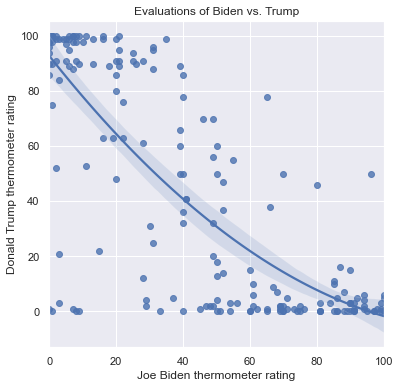 Evaluations of Biden vs. Trump
Donald Trump thermometer rating
100
80
60
40
20
0
0 20 40 60 80 100
Joe Biden thermometer rating